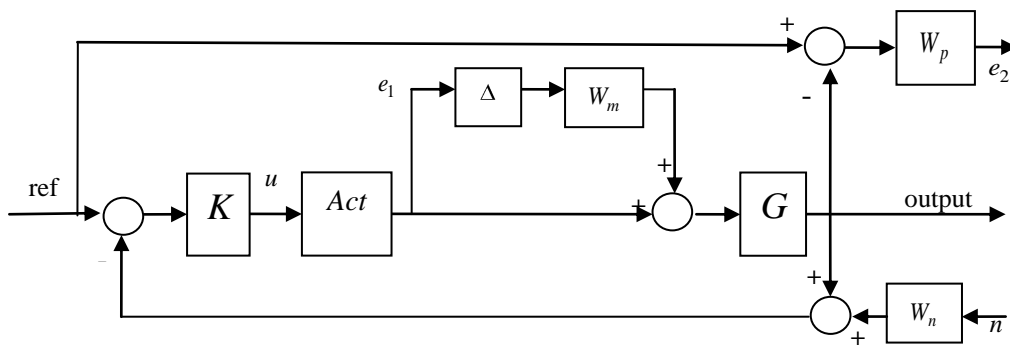 +
W_p
e_2
-
e_1
Δ
W_m
+
ref
K
u
Act
+
G
output
-
+
W_n
n
+